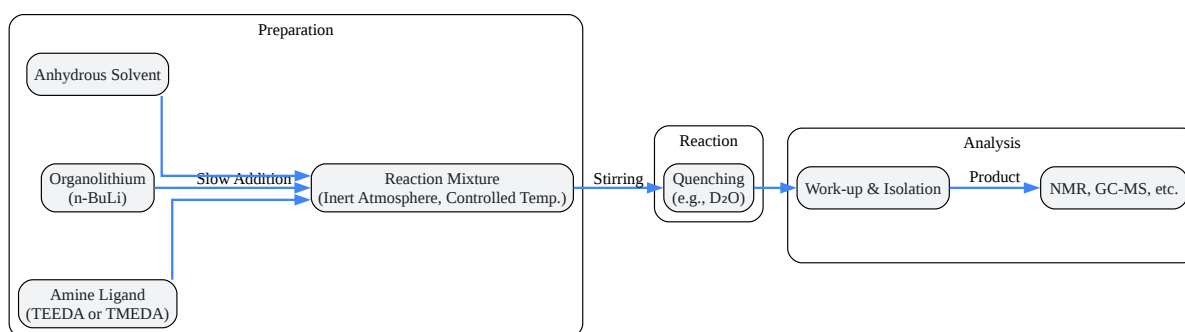 Preparation
Anhydrous Solvent
Organolithium
(n-BuLi)
Slow Addition
Amine Ligand
(TEEDA or TMEDA)
Reaction Mixture
(Inert Atmosphere, Controlled Temp.)
Stirring
Reaction
Quenching
(e.g., D₂O)
Analysis
Work-up & Isolation
Product
NMR, GC-MS, etc.